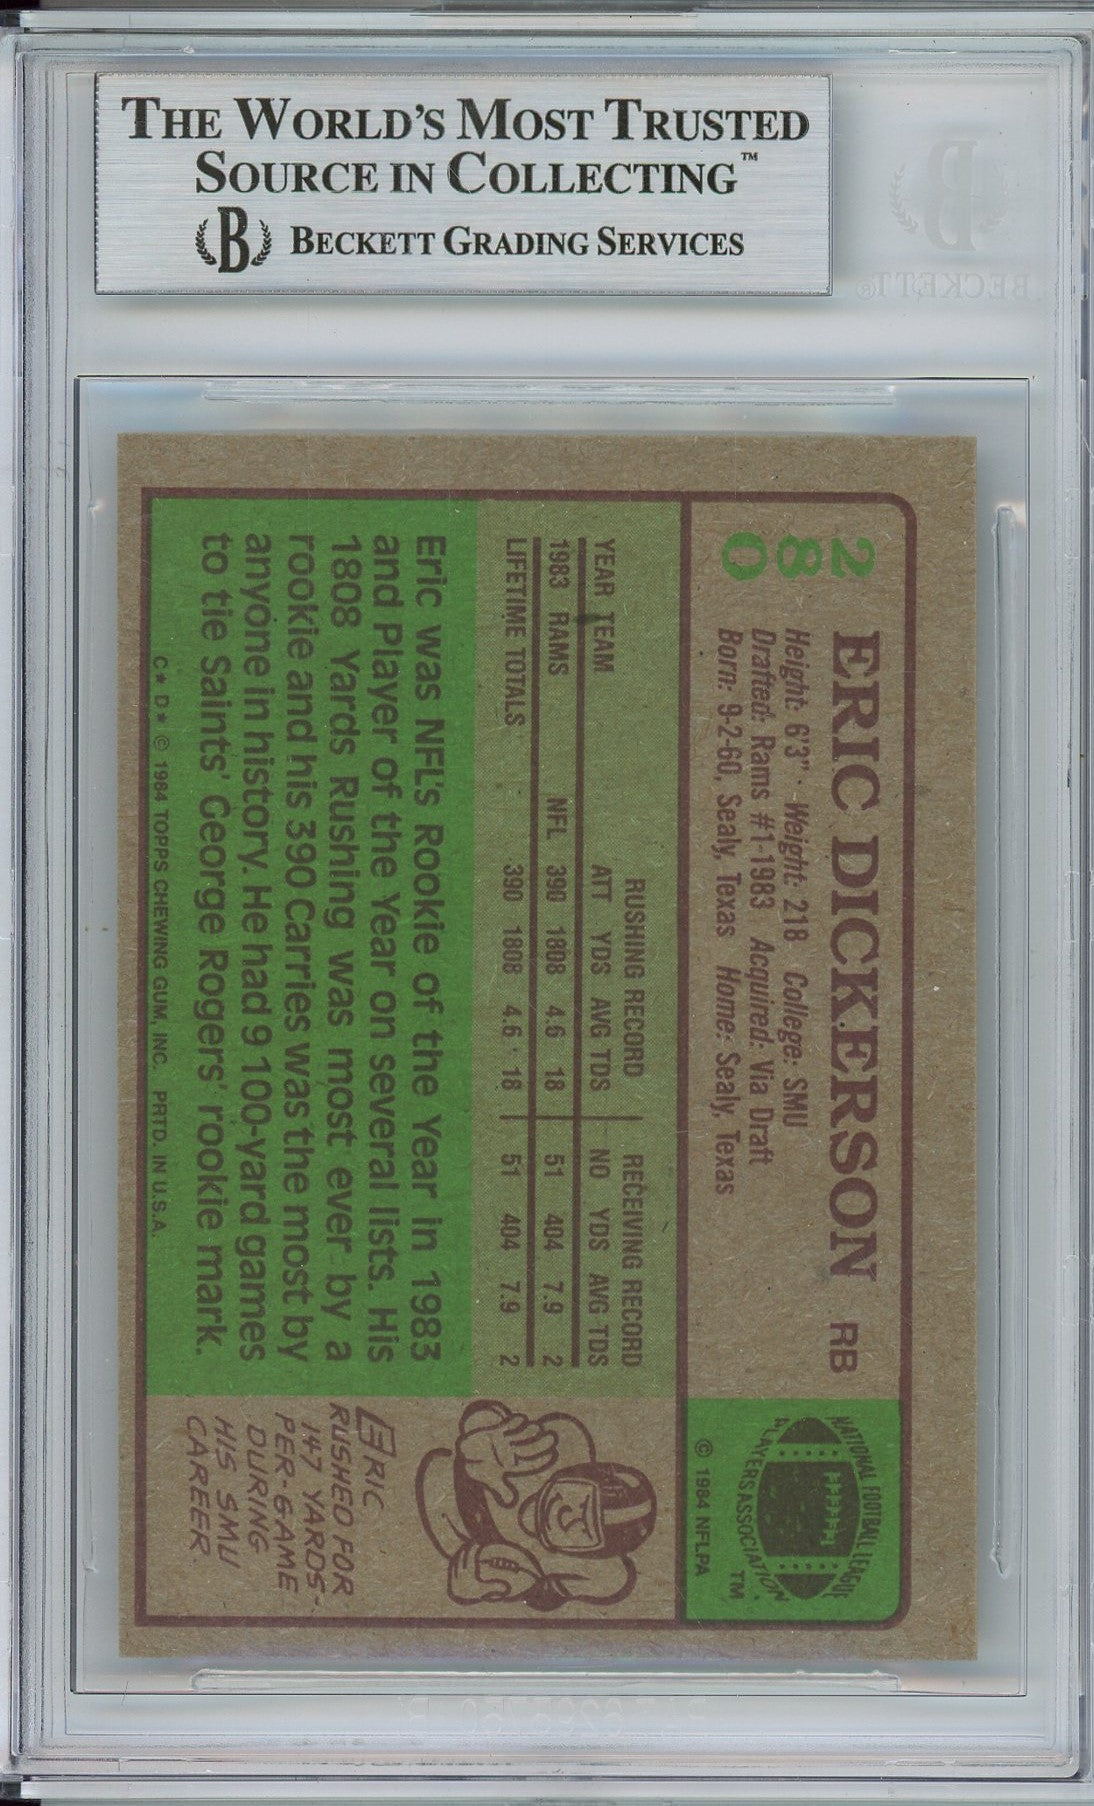 THE WORLD'S MOST TRUSTED
SOURCE IN COLLECTING™
B BECKETT GRADING SERVICES
B
BECKETT®
280
ERIC DICKERSON RB
Height: 6'3" · Weight: 218 College: SMU
Drafted: Rams #1-1983 Acquired: Via Draft
Born: 9-2-60, Sealy, Texas Home: Sealy, Texas
NATIONAL FOOTBALL LEAGUE
PLAYERS ASSOCIATION
TM
© 1984 NFLPA
RUSHING RECORD RECEIVING RECORD
YEAR TEAM ATT YDS AVG TDS NO YDS AVG TDS
1983 RAMS NFL 390 1808 4.6 18 51 404 7.9 2
LIFETIME TOTALS 390 1808 4.6 18 51 404 7.9 2
Eric was NFL's Rookie of the Year in 1983
and Player of the Year on several lists. His
1808 Yards Rushing was most ever by a
rookie and his 390 Carries was the most by
anyone in history. He had 9 100-yard games
to tie Saints' George Rogers' rookie mark.
ERIC
RUSHED FOR
147 YARDS-
PER-GAME
DURING
HIS SMU
CAREER.
C* D* © 1984 TOPPS CHEWING GUM, INC. PRTD. IN U.S.A.